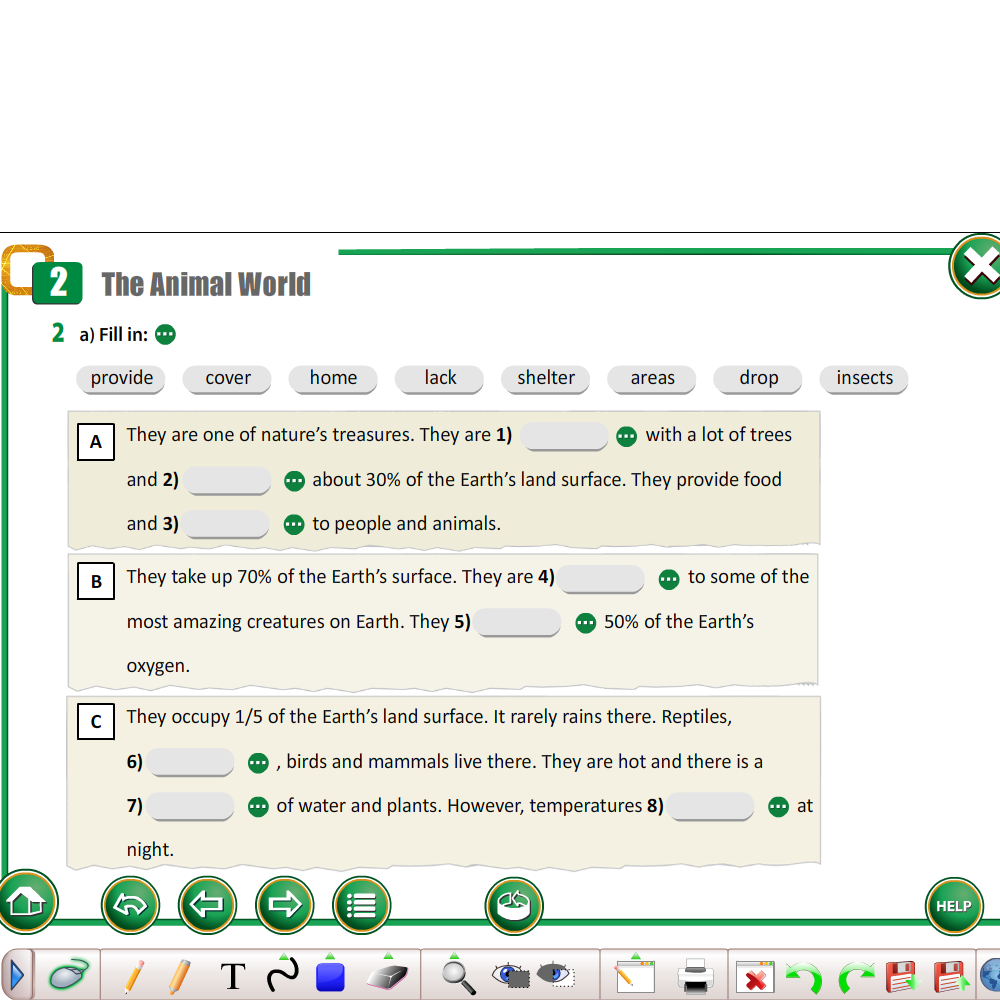 2 The Animal World
2 a) Fill in:
provide cover home lack shelter areas drop insects
A They are one of nature's treasures. They are 1) with a lot of trees
and 2) about 30% of the Earth's land surface. They provide food
and 3) to people and animals.
B They take up 70% of the Earth's surface. They are 4) to some of the
most amazing creatures on Earth. They 5) 50% of the Earth's
oxygen.
C They occupy 1/5 of the Earth's land surface. It rarely rains there. Reptiles,
6) , birds and mammals live there. They are hot and there is a
7) of water and plants. However, temperatures 8) at
night.
HELP
T